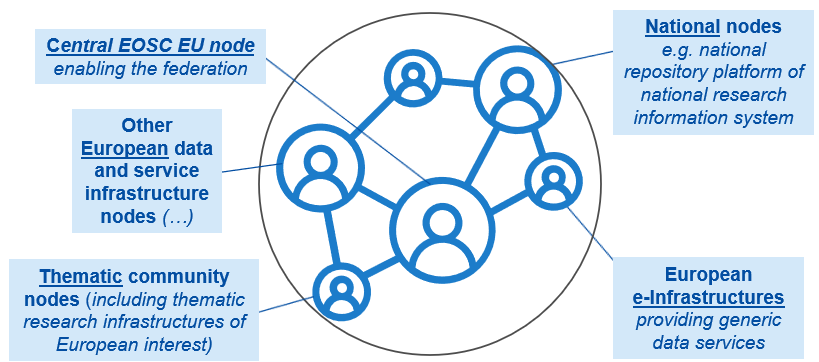 Central EOSC EU node
enabling the federation
Other
European data
and service
infrastructure
nodes (…)
Thematic community
nodes (including thematic
research infrastructures of
European interest)
National nodes
e.g. national
repository platform of
national research
information system
European
e-Infrastructures
providing generic
data services